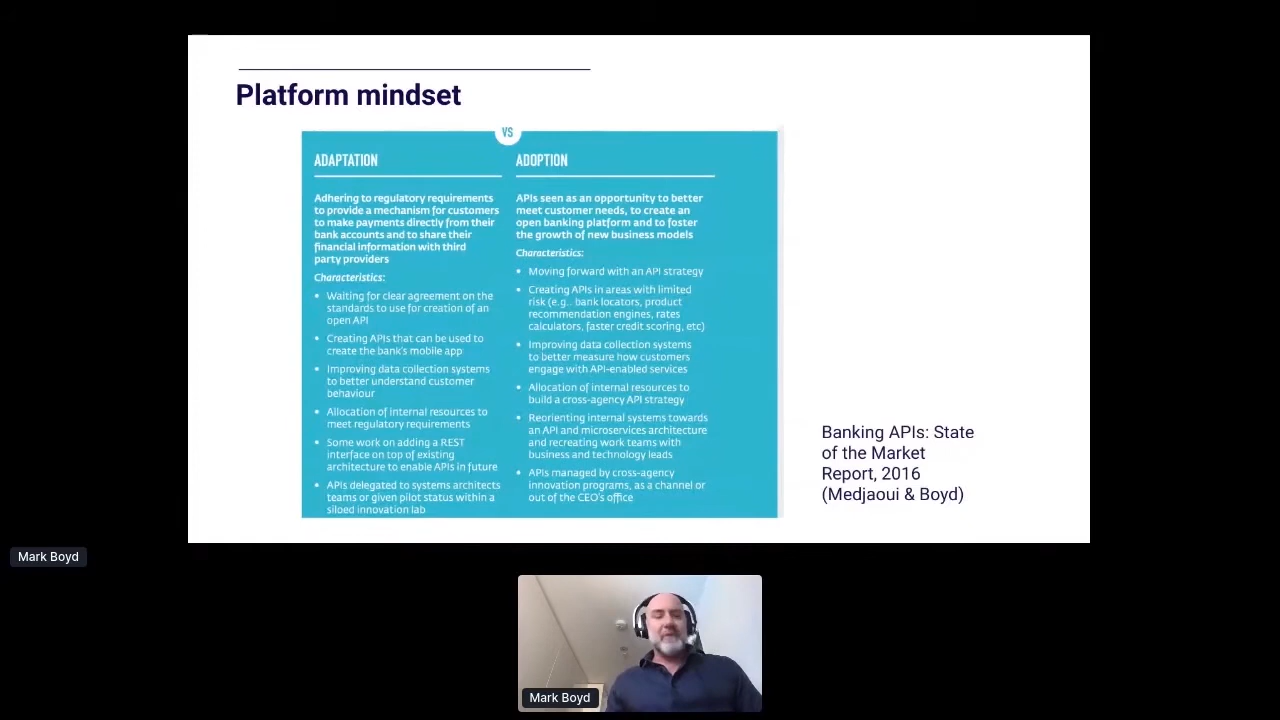 Platform mindset
VS
ADAPTATION
Adhering to regulatory requirements
to provide a mechanism for customers
to make payments directly from their
bank accounts and to share their
financial information with third
party providers
Characteristics:
• Waiting for clear agreement on the
standards to use for creation of an
open API
• Creating APIs that can be used to
create the bank's mobile app
• Improving data collection systems
to better understand customer
behaviour
• Allocation of internal resources to
meet regulatory requirements
• Some work on adding a REST
interface on top of existing
architecture to enable APIs in future
• APIs delegated to systems architects
teams or given pilot status within a
siloed innovation lab
ADOPTION
APIs seen as an opportunity to better
meet customer needs, to create an
open banking platform and to foster
the growth of new business models
Characteristics:
• Moving forward with an API strategy
• Creating APIs in areas with limited
risk (e.g.. bank locators, product
recommendation engines, rates
calculators, faster credit scoring, etc)
• Improving data collection systems
to better measure how customers
engage with API-enabled services
• Allocation of internal resources to
build a cross-agency API strategy
• Reorienting internal systems towards
an API and microservices architecture
and recreating work teams with
business and technology leads
• APIs managed by cross-agency
innovation programs, as a channel or
out of the CEO's office
Banking APIs: State
of the Market
Report, 2016
(Medjaoui & Boyd)
Mark Boyd
Mark Boyd